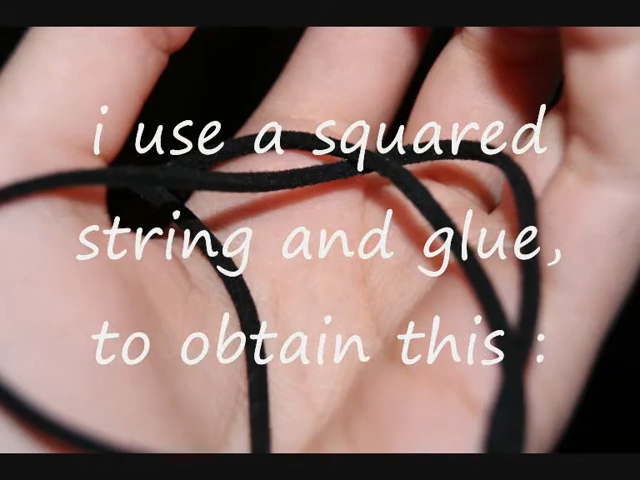 i use a squared
string and glue,
to obtain this :